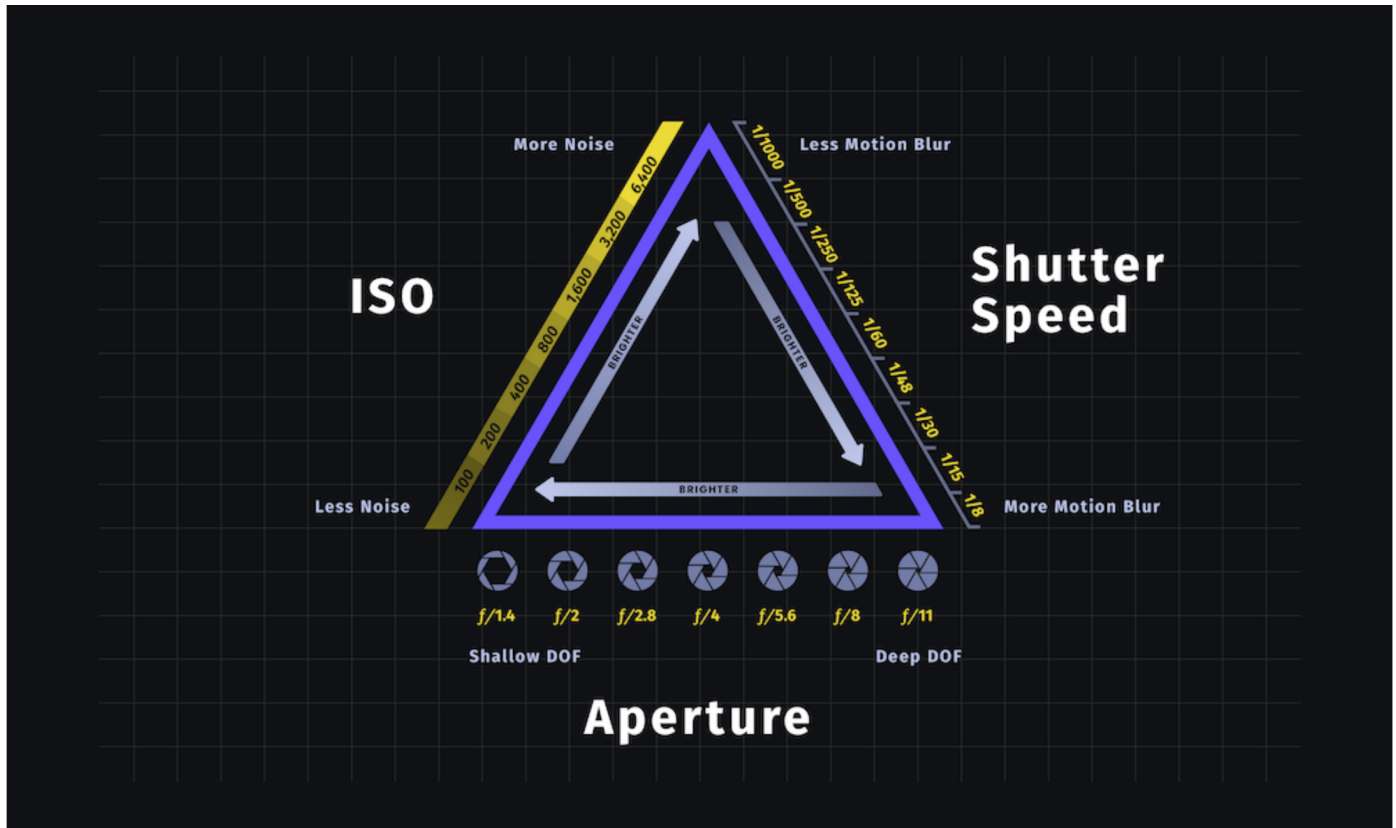 More Noise
Less Motion Blur
ISO
Shutter
Speed
6,400
3,200
1,600
800
400
200
100
1/1000
1/500
1/250
1/125
1/60
1/48
1/30
1/15
1/8
BRIGHTER
BRIGHTER
BRIGHTER
Less Noise
More Motion Blur
ƒ/1.4
ƒ/2
ƒ/2.8
ƒ/4
ƒ/5.6
ƒ/8
ƒ/11
Shallow DOF
Deep DOF
Aperture